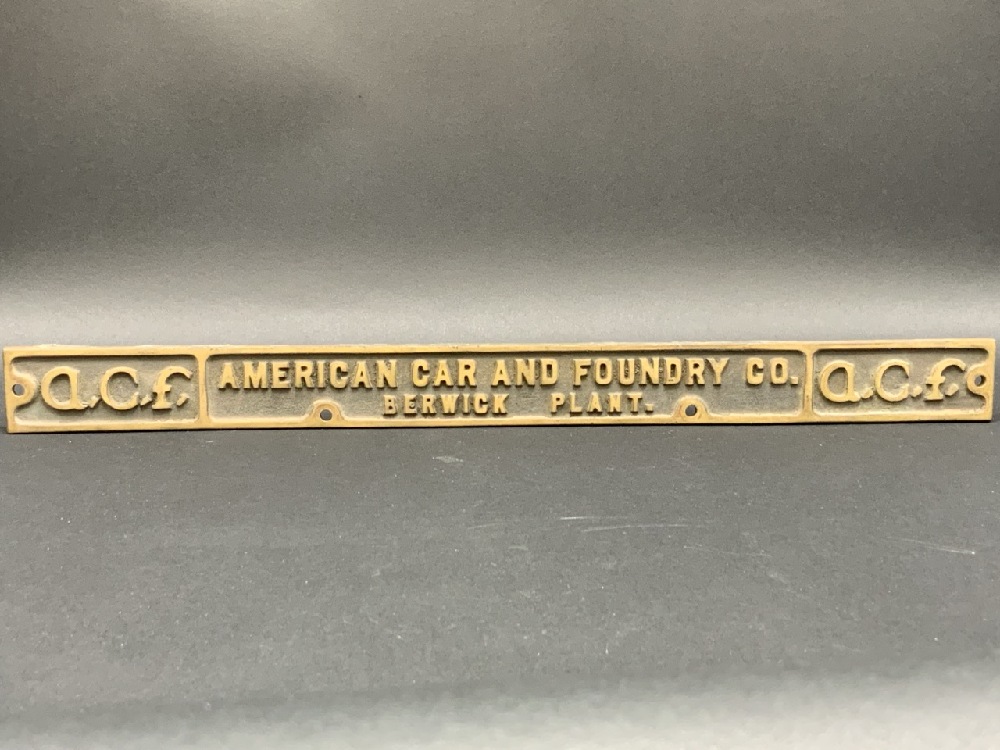 a.c.f.
AMERICAN CAR AND FOUNDRY CO.
BERWICK PLANT.
a.c.f.